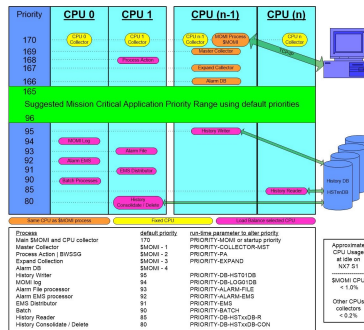 Priority CPU 0 CPU 1 CPU (n-1) CPU (n)
170
CPU 0 Collector
CPU 1 Collector
CPU n-1 Collector
MOMI Process $MOMI
CPU n Collector
169 Master Collector
168 Process Action
167 Expand Collector
166 Alarm DB
165
Suggested Mission Critical Application Priority Range using default priorities
96
95 History Writer
94 MOMI Log
93 Alarm File
92 Alarm EMS
91 EMS Distributor
90 Batch Processes
85 History Reader
80 History Consolidate / Delete
History DB
HSTnnDB
Same CPU as $MOMI process
Fixed CPU
Load Balance selected CPU
Process default priority run-time parameter to alter priority
Main $MOMI and CPU collector 170 PRIORITY-MOMI or startup priority
Master Collector $MOMI - 1 PRIORITY-COLLECTOR-MST
Process Action | BWSSG $MOMI - 2 PRIORITY-PA
Expand Collection $MOMI - 3 PRIORITY-EXPAND
Alarm DB $MOMI - 4
History Writer 95 PRIORITY-DB-HST01DB
MOMI log 94 PRIORITY-DB-LOG01DB
Alarm File processor 93 PRIORITY-ALARM-FILE
Alarm EMS processor 92 PRIORITY-ALARM-EMS
EMS Distributor 91 PRIORITY-EMS
Batch 90 PRIORITY-BATCH
History Reader 85 PRIORITY-DB-HSTxxDB-R
History Consolidate / Delete 80 PRIORITY-DB-HSTxxDB-CON
Approximate
CPU Usage
at idle on
NX7 S1
$MOMI CPU
< 1.0%
Other CPUs
collectors
< 0.2%